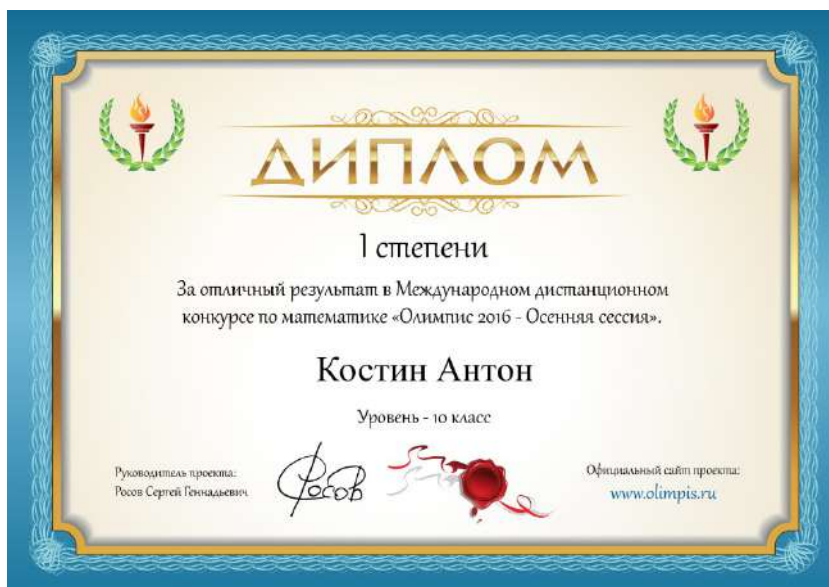 ДИПЛОМ
I степени
За отличный результат в Международном дистанционном
конкурсе по математике «Олимпис 2016 - Осенняя сессия».
Костин Антон
Уровень - 10 класс
Руководитель проекта:
Росов Сергей Геннадьевич
Росов
Официальный сайт проекта:
www.olimpis.ru